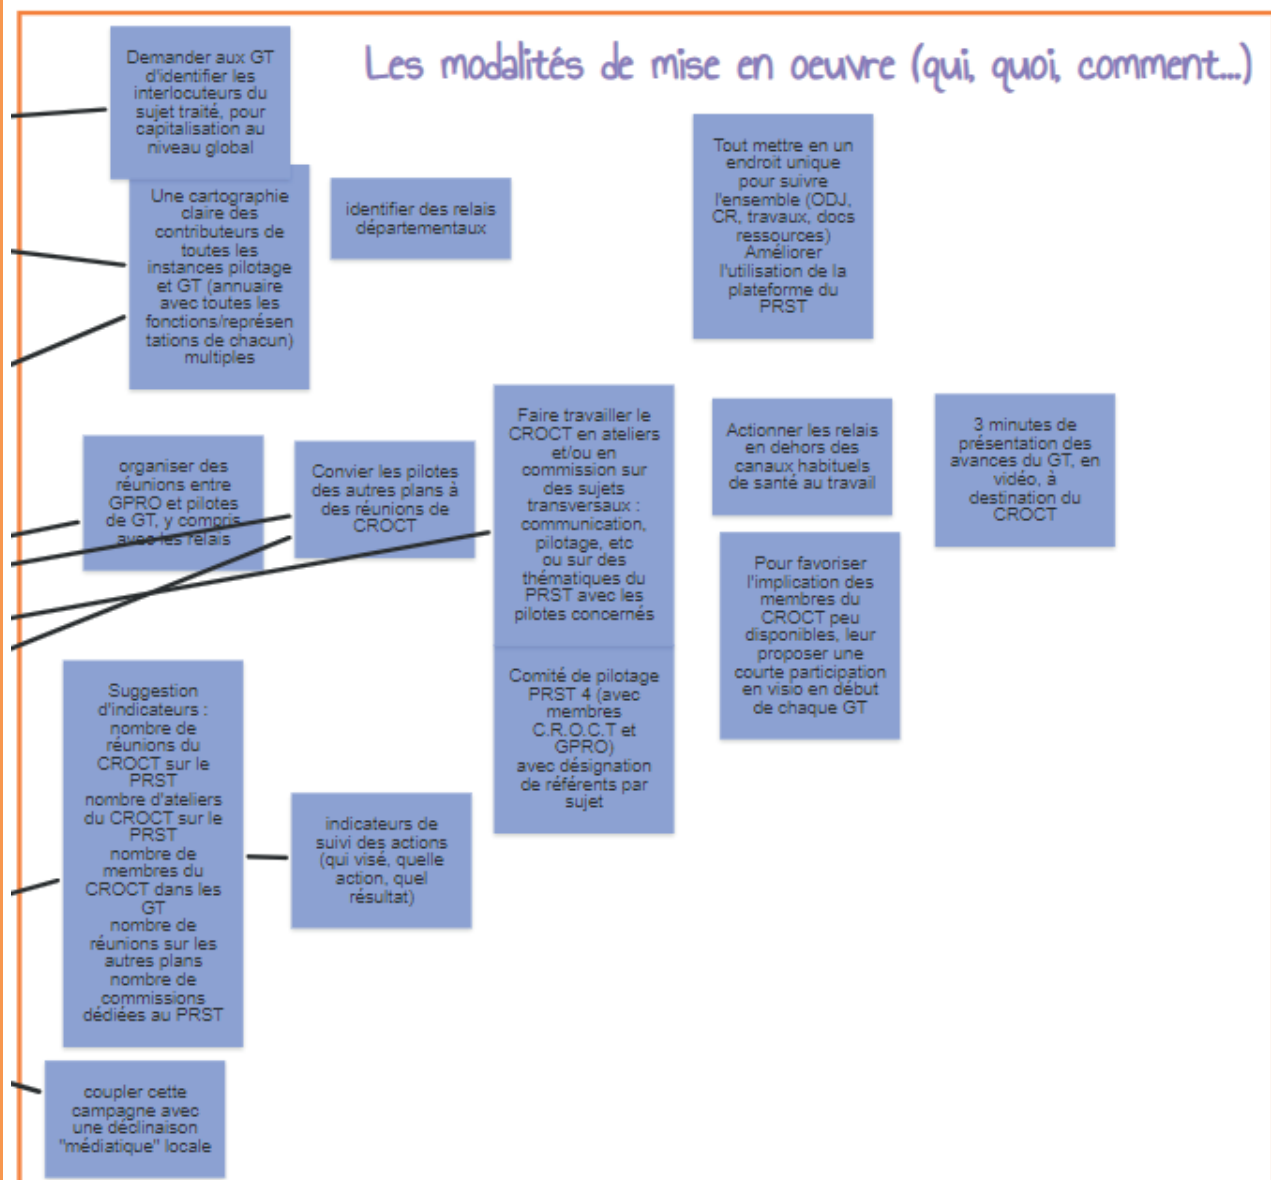 Les modalités de mise en oeuvre (qui, quoi, comment...)
Demander aux GT
d'identifier les
interlocuteurs du
sujet traité, pour
capitalisation au
niveau global
Une cartographie
claire des
contributeurs de
toutes les
instances pilotage
et GT (annuaire
avec toutes les
fonctions/représen
tations de chacun)
multiples
identifier des relais
départementaux
Tout mettre en un
endroit unique
pour suivre
l'ensemble (ODJ,
CR, travaux, docs
ressources)
Améliorer
l'utilisation de la
plateforme du
PRST
organiser des
réunions entre
GPRO et pilotes
de GT, y compris
avec les relais
Convier les pilotes
des autres plans à
des réunions de
CROCT
Faire travailler le
CROCT en ateliers
et/ou en
commission sur
des sujets
transversaux :
communication,
pilotage, etc
ou sur des
thématiques du
PRST avec les
pilotes concernés
Actionner les relais
en dehors des
canaux habituels
de santé au travail
3 minutes de
présentation des
avances du GT, en
vidéo, à
destination du
CROCT
Pour favoriser
l'implication des
membres du
CROCT peu
disponibles, leur
proposer une
courte participation
en visio en début
de chaque GT
Comité de pilotage
PRST 4 (avec
membres
C.R.O.C.T et
GPRO)
avec désignation
de référents par
sujet
Suggestion
d'indicateurs :
nombre de
réunions du
CROCT sur le
PRST
nombre d'ateliers
du CROCT sur le
PRST
nombre de
membres du
CROCT dans les
GT
nombre de
réunions sur les
autres plans
nombre de
commissions
dédiées au PRST
indicateurs de
suivi des actions
(qui visé, quelle
action, quel
résultat)
coupler cette
campagne avec
une déclinaison
"médiatique" locale